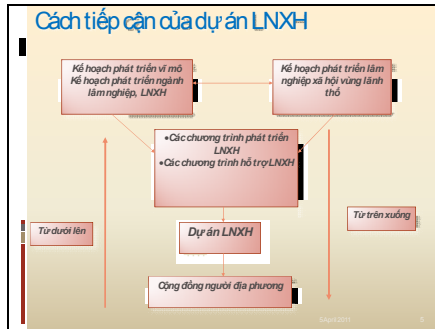 Cách tiếp cận của dự án LNXH
Kế hoạch phát triển vĩ mô
Kế hoạch phát triển ngành
lâm nghiệp, LNXH
Kế hoạch phát triển lâm
nghiệp xã hội vùng lãnh
thổ
•Các chương trình phát triển
LNXH
•Các chương trình hỗ trợ LNXH
Từ dưới lên
Dự án LNXH
Từ trên xuống
Cộng đồng người địa phương